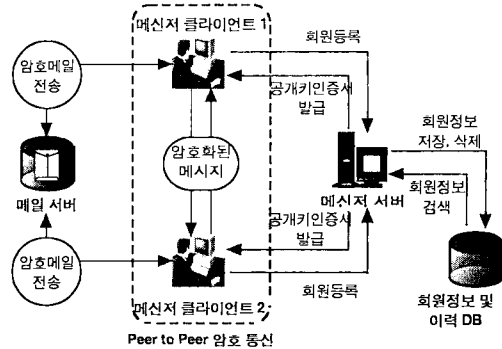 메신저 클라이언트 1
회원등록
암호메일
전송
공개키인증서
발급
회원정보
저장, 삭제
암호화된
메시지
메일 서버
메신저 서버
회원정보
검색
공개키인증서
발급
암호메일
전송
메신저 클라이언트 2
회원등록
회원정보 및
이력 DB
Peer to Peer 암호 통신